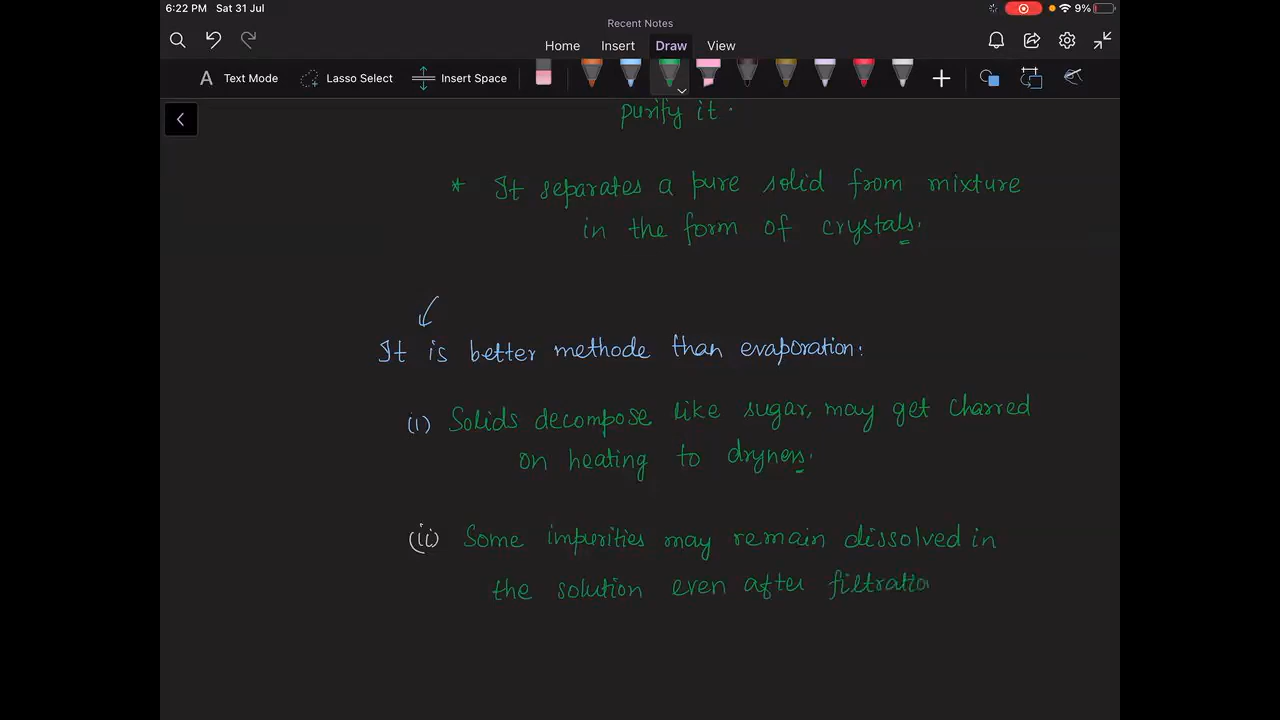 6:22 PM Sat 31 Jul
9%
Recent Notes
Home Insert Draw View
A Text Mode Lasso Select Insert Space
purify it.
* It separates a pure solid from mixture
in the form of crystals.
It is better methode than evaporation:
(i) Solids decompose like sugar, may get charred
on heating to dryness.
(ii) Some impurities may remain dissolved in
the solution even after filtratio